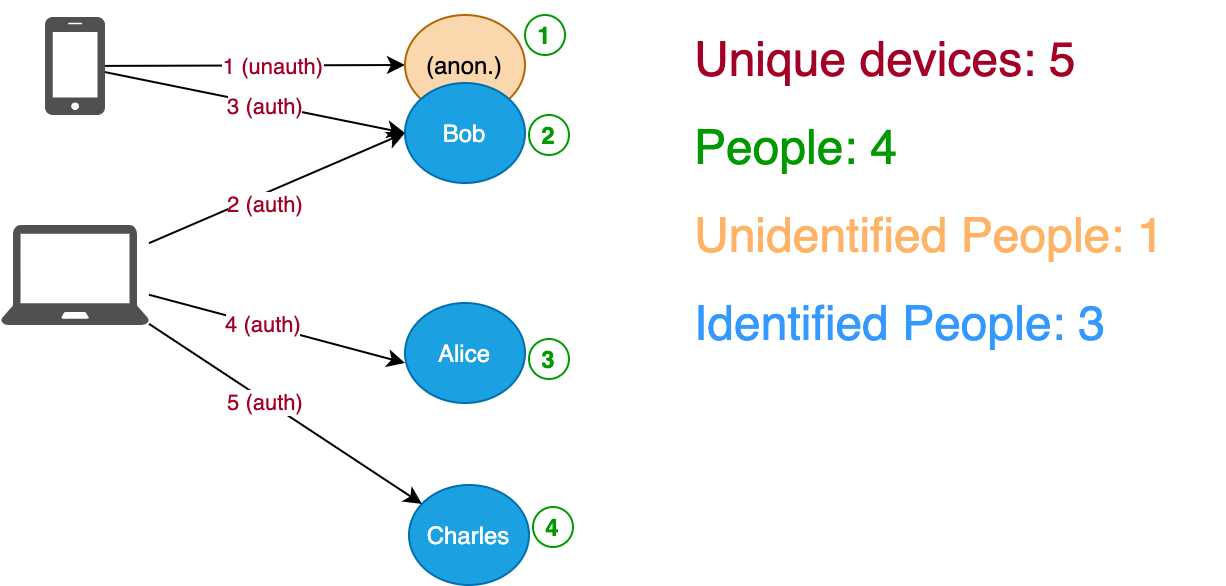 1 (unauth)
(anon.)
1
3 (auth)
Bob
2
2 (auth)
4 (auth)
Alice
3
5 (auth)
Charles
4
Unique devices: 5
People: 4
Unidentified People: 1
Identified People: 3